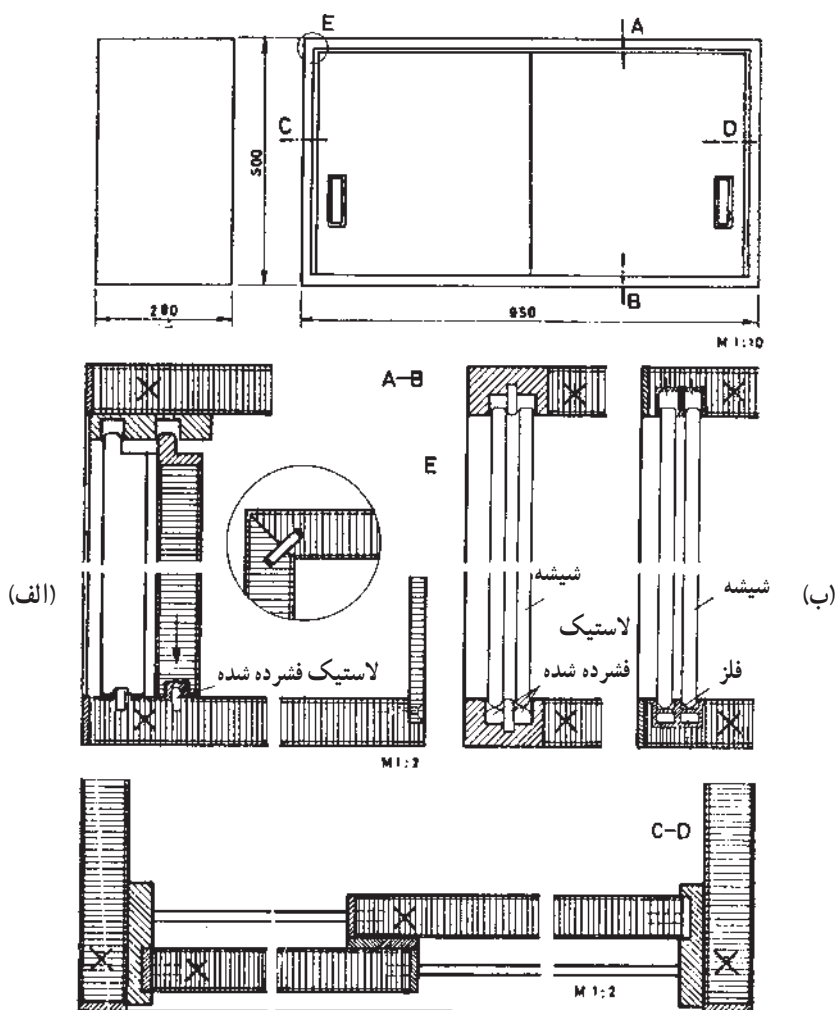 E
A
C
D
500
B
280
950
M 1:10
A-B
E
(الف)
شیشه
لاستیک
فشرده شده
لاستیک فشرده شده
شیشه
فلز
(ب)
M 1:2
C-D
M 1:2